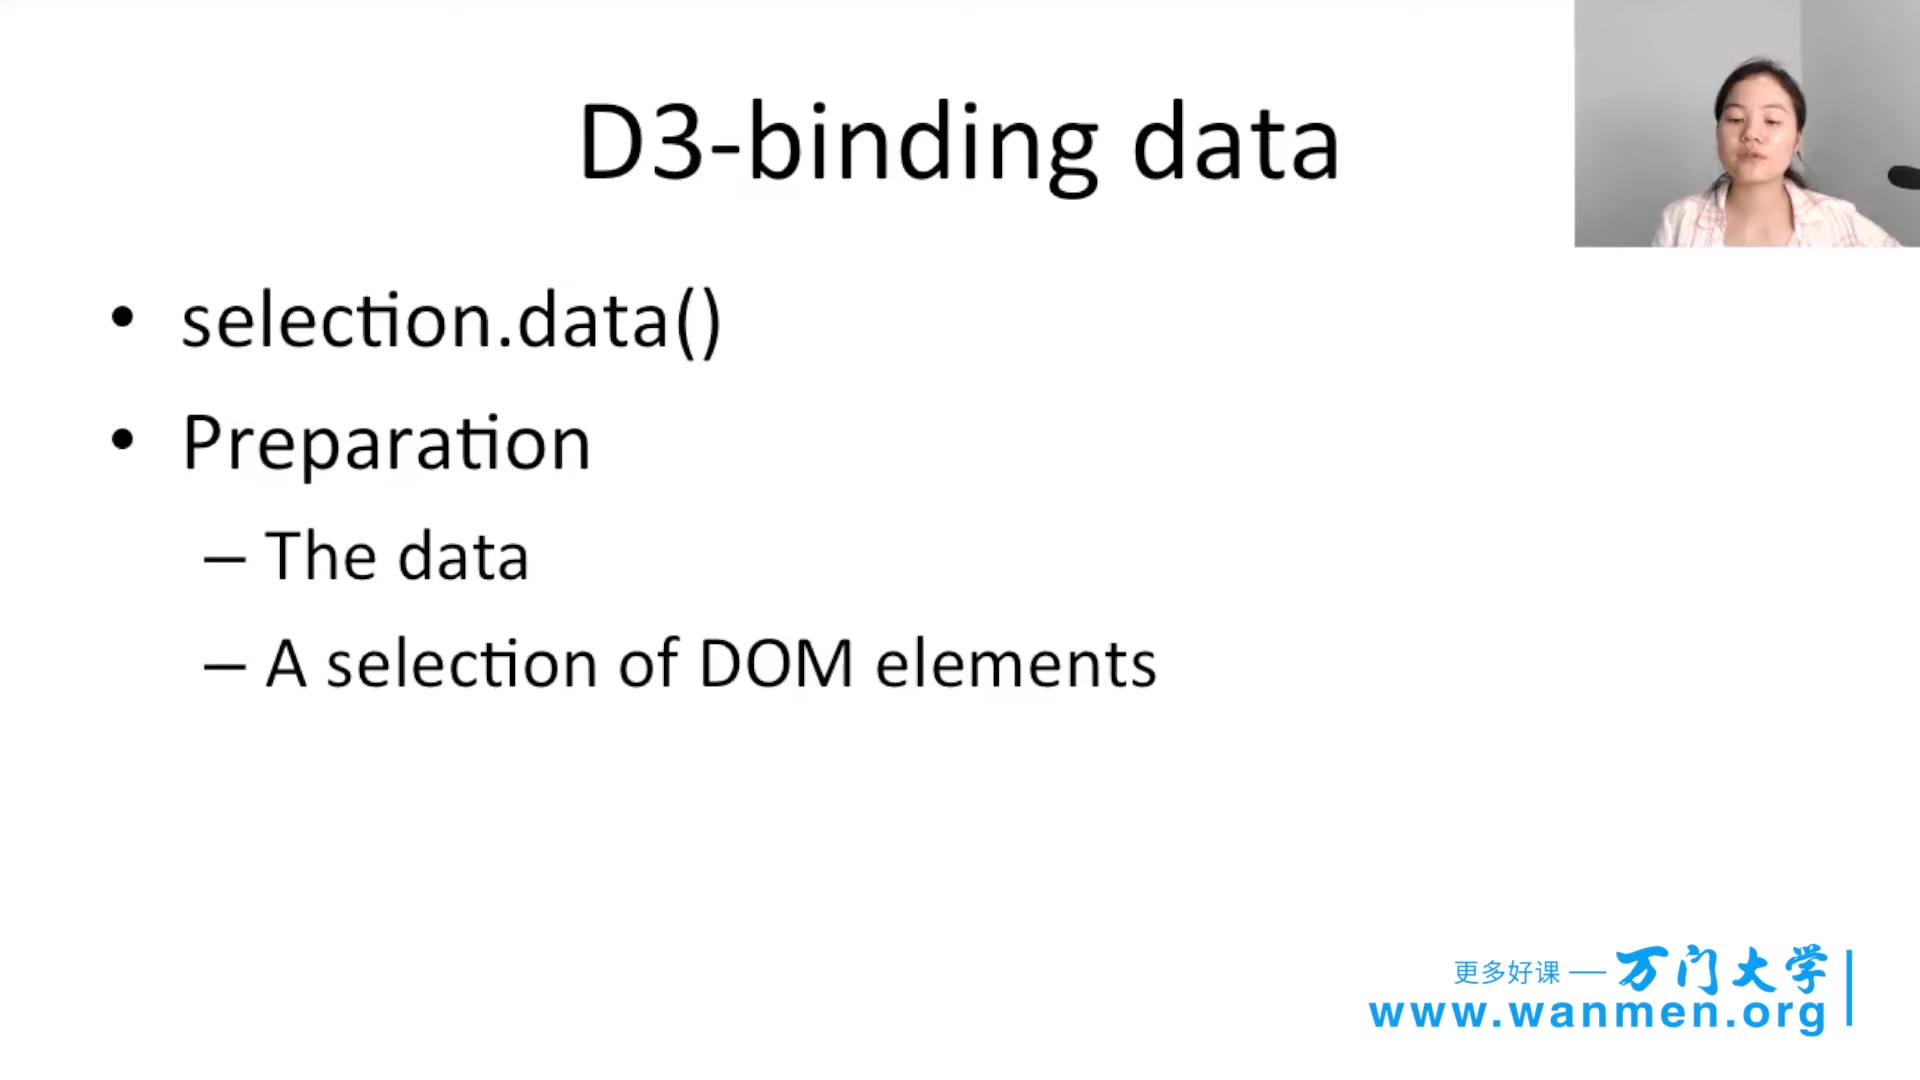 D3-binding data
• selection.data()
• Preparation
– The data
– A selection of DOM elements
更多好课 — 万门大学
www.wanmen.org